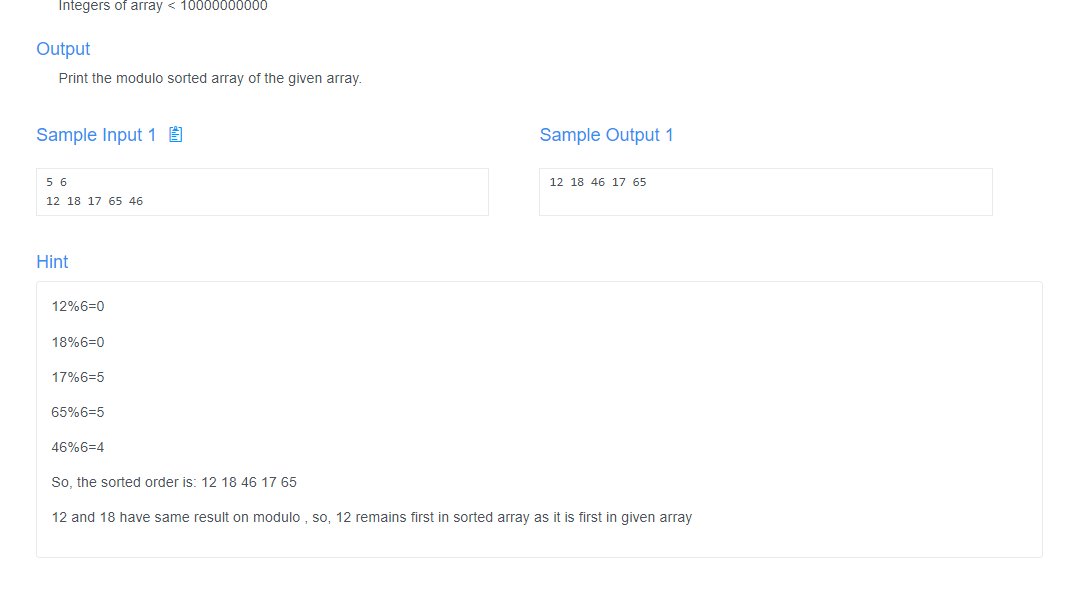 Integers of array < 10000000000
Output
Print the modulo sorted array of the given array.
Sample Input 1
5 6
12 18 17 65 46
Sample Output 1
12 18 46 17 65
Hint
12%6=0
18%6=0
17%6=5
65%6=5
46%6=4
So, the sorted order is: 12 18 46 17 65
12 and 18 have same result on modulo , so, 12 remains first in sorted array as it is first in given array